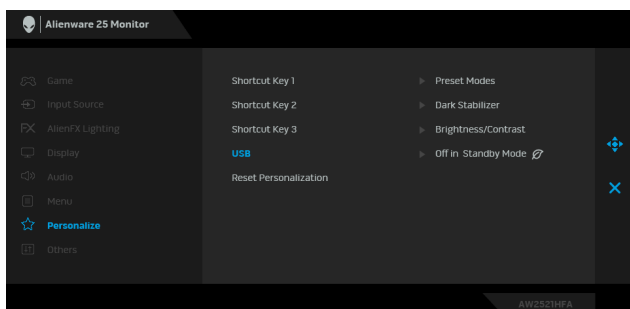 Alienware 25 Monitor
Game
Input Source
FX AlienFX Lighting
Display
Audio
Menu
Personalize
Others
Shortcut Key 1 Preset Modes
Shortcut Key 2 Dark Stabilizer
Shortcut Key 3 Brightness/Contrast
USB Off in Standby Mode
Reset Personalization
AW2521HFA